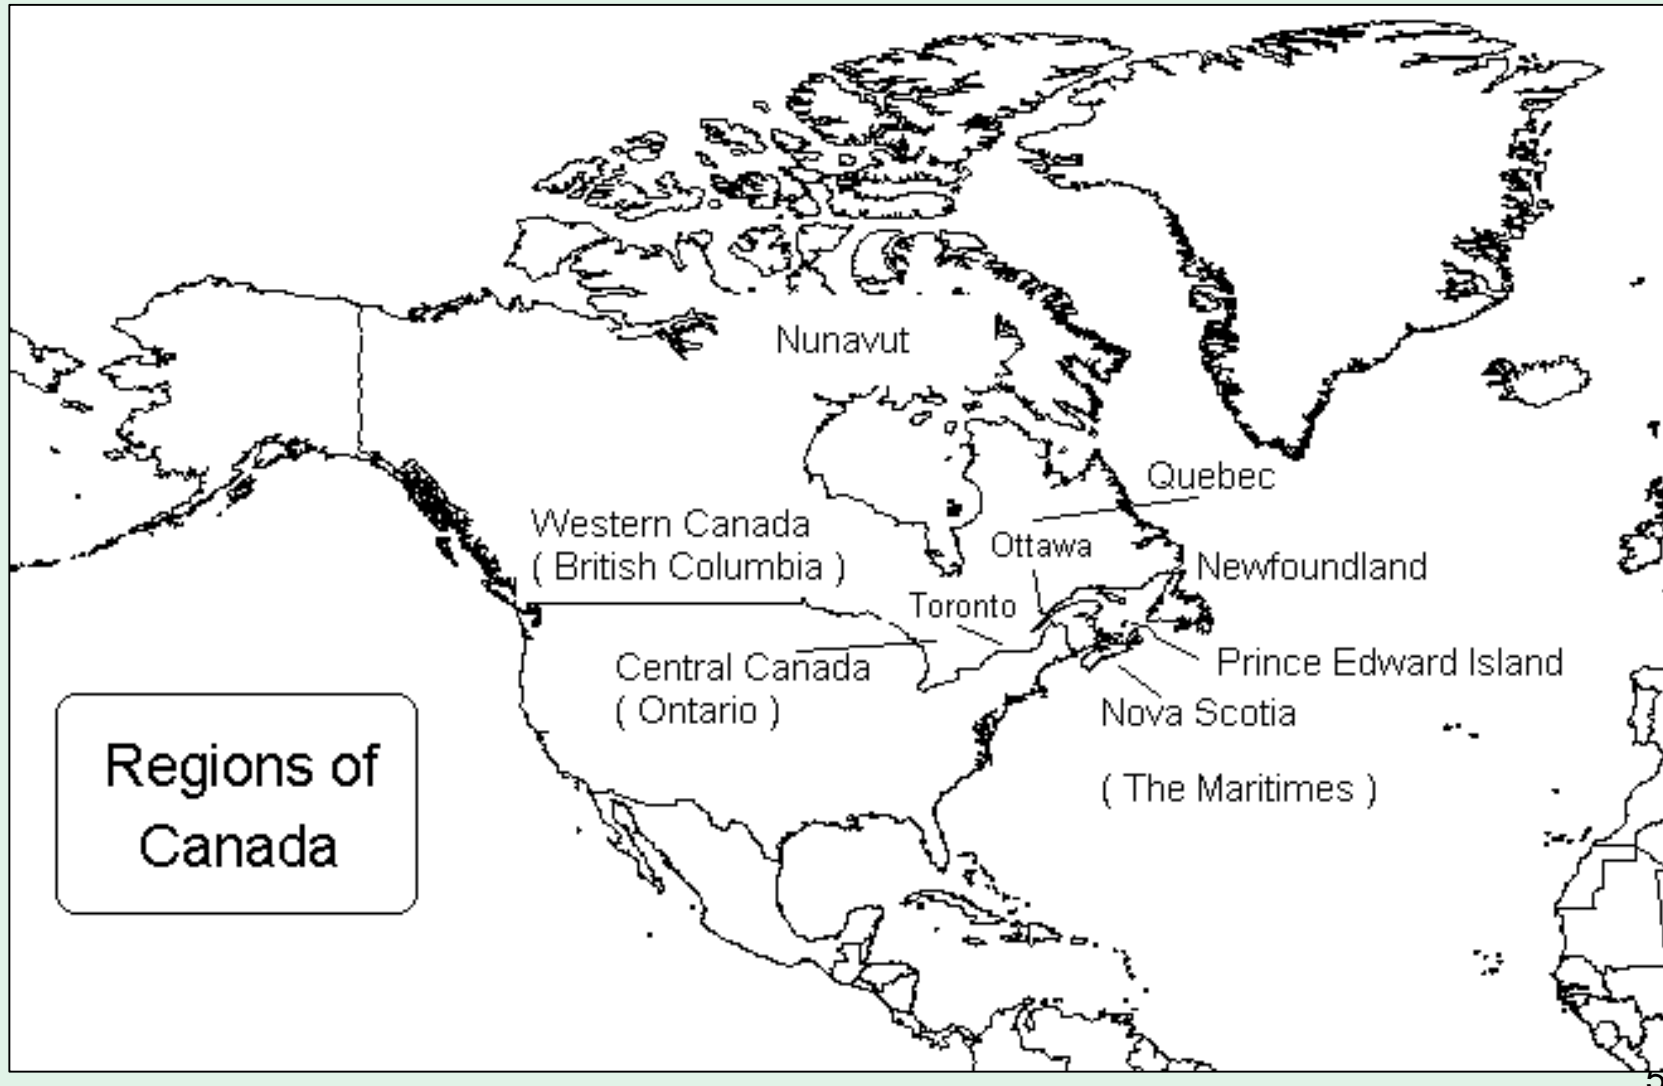 Nunavut
Quebec
Western Canada
( British Columbia )
Ottawa
Newfoundland
Toronto
Central Canada
( Ontario )
Prince Edward Island
Nova Scotia
( The Maritimes )
Regions of
Canada
5